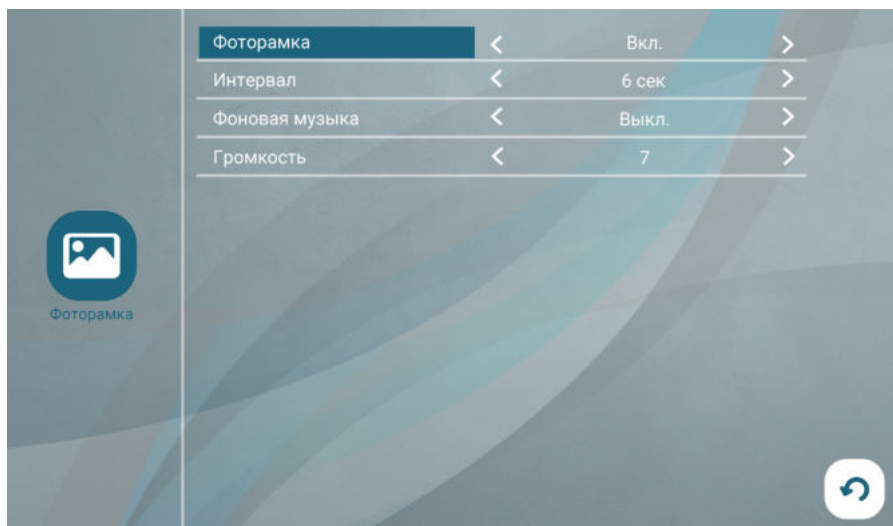 Фоторамка Вкл.
Интервал 6 сек
Фоновая музыка Выкл.
Громкость 7
Фоторамка